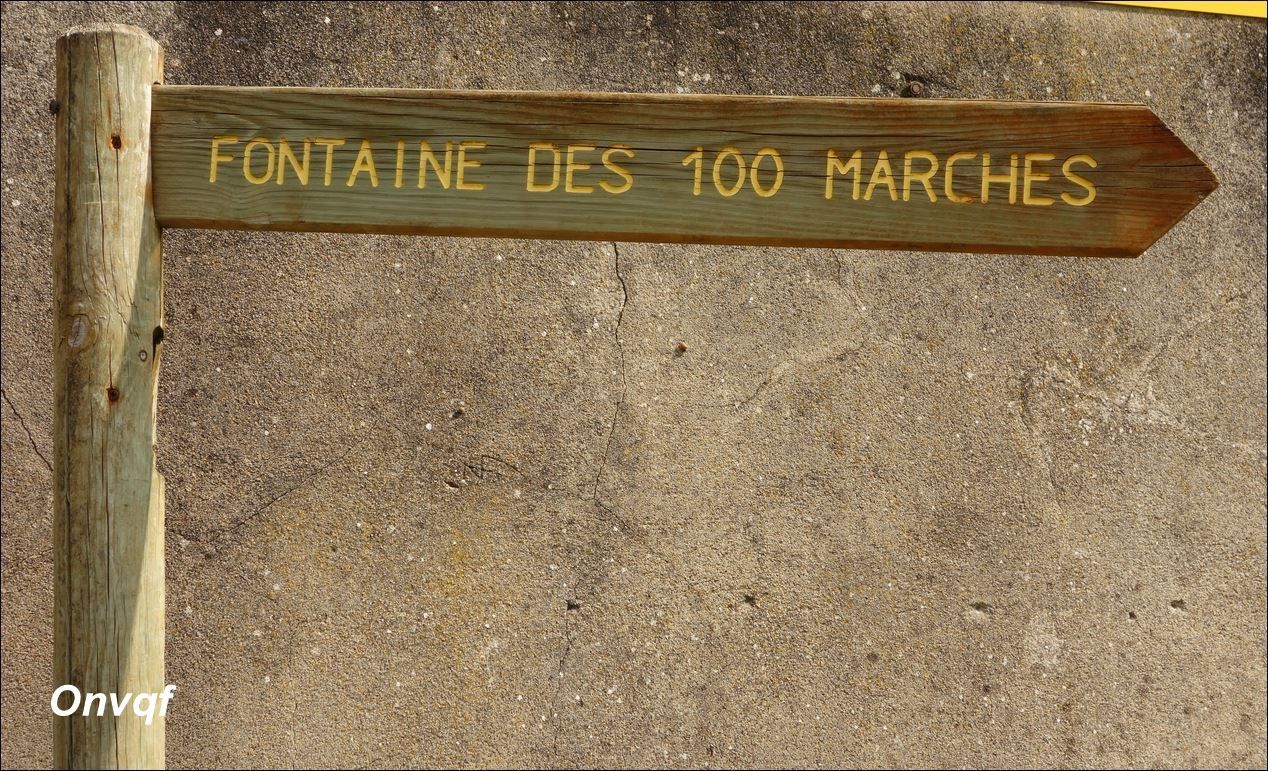 FONTAINE DES 100 MARCHES
Onvqf